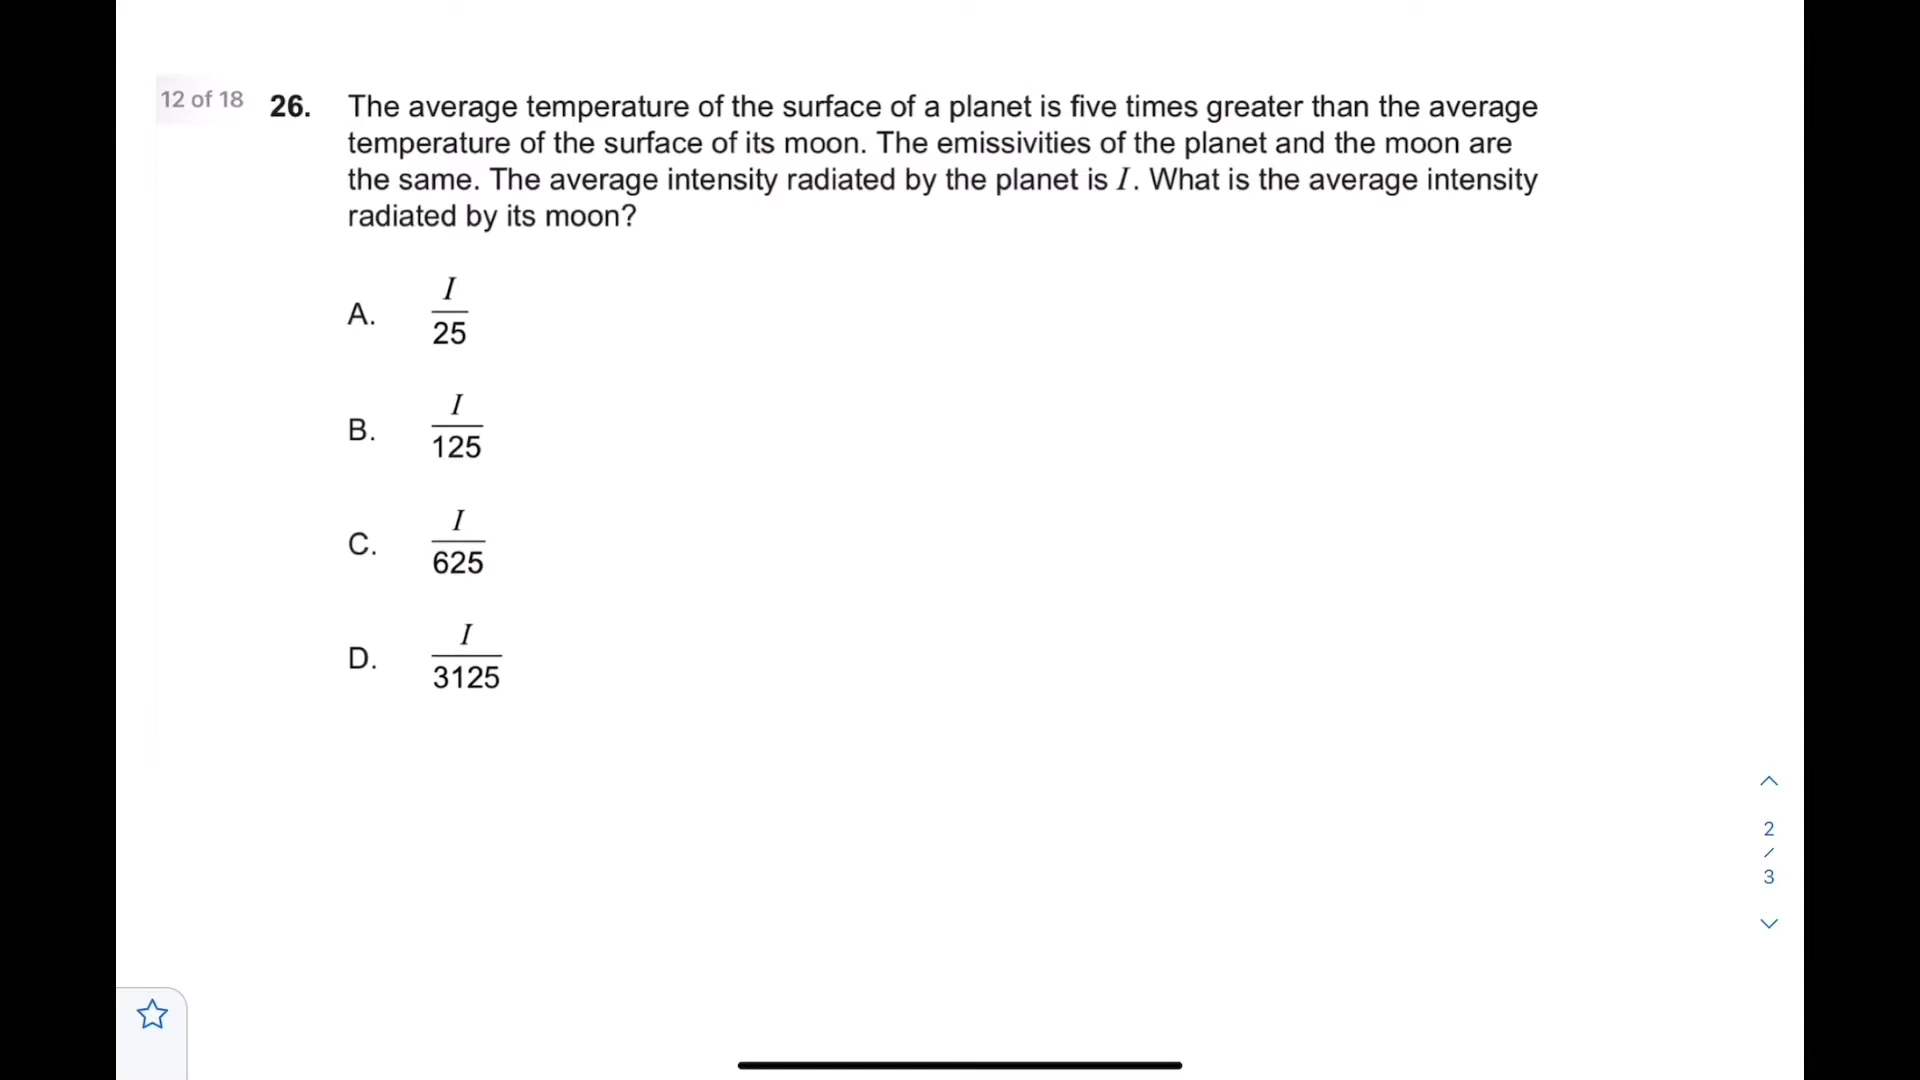 12 of 18
26. The average temperature of the surface of a planet is five times greater than the average
temperature of the surface of its moon. The emissivities of the planet and the moon are
the same. The average intensity radiated by the planet is I. What is the average intensity
radiated by its moon?
A. I/25
B. I/125
C. I/625
D. I/3125
2
/
3